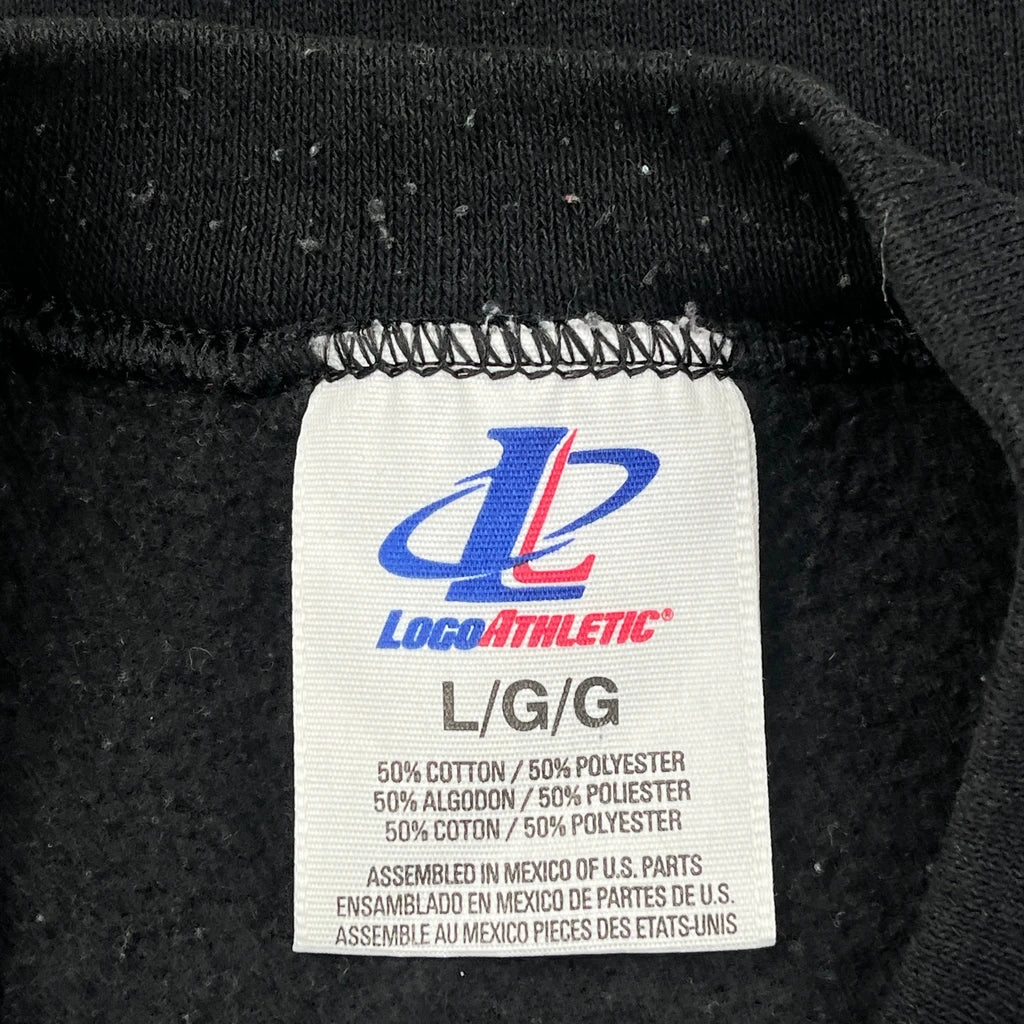 LOGOATHLETIC®
L/G/G
50% COTTON / 50% POLYESTER
50% ALGODON / 50% POLIESTER
50% COTON / 50% POLYESTER
ASSEMBLED IN MEXICO OF U.S. PARTS
ENSAMBLADO EN MEXICO DE PARTES DE U.S.
ASSEMBLE AU MEXICO PIECES DES ETATS-UNIS